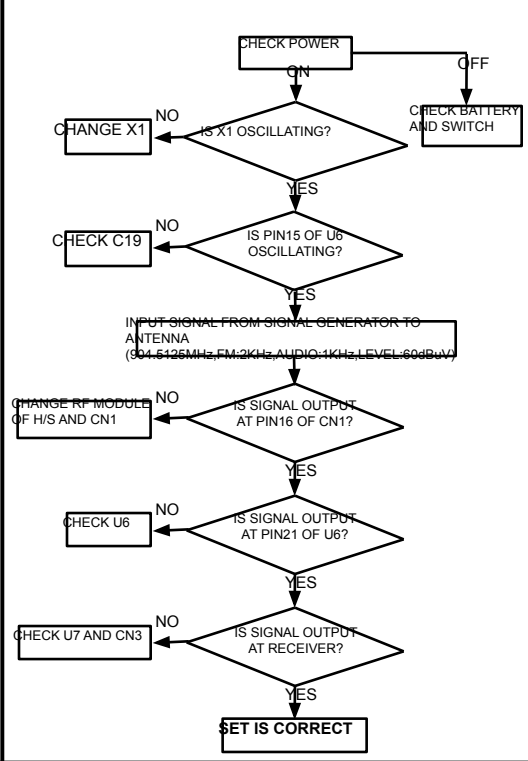 CHECK POWER
ON
OFF
CHECK BATTERY
AND SWITCH
IS X1 OSCILLATING?
NO
CHANGE X1
YES
IS PIN15 OF U6
OSCILLATING?
NO
CHECK C19
YES
INPUT SIGNAL FROM SIGNAL GENERATOR TO
ANTENNA
(904.5125MHz,FM:2KHz,AUDIO:1KHz,LEVEL:60dBuV)
IS SIGNAL OUTPUT
AT PIN16 OF CN1?
NO
CHANGE RF MODULE
OF H/S AND CN1
YES
IS SIGNAL OUTPUT
AT PIN21 OF U6?
NO
CHECK U6
YES
IS SIGNAL OUTPUT
AT RECEIVER?
NO
CHECK U7 AND CN3
YES
SET IS CORRECT